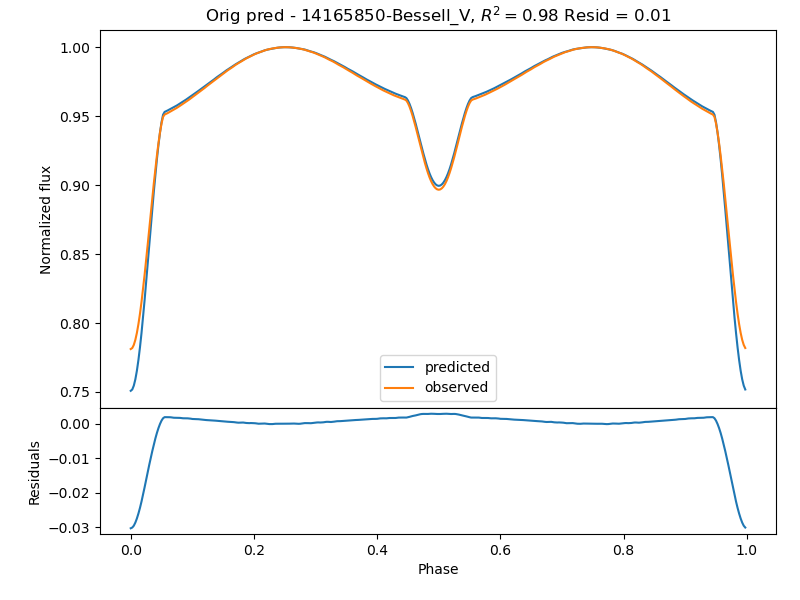 Orig pred - 14165850-Bessell_V, R² = 0.98 Resid = 0.01
1.00
0.95
0.90
0.85
0.80
0.75
Normalized flux
predicted
observed
0.00
−0.01
−0.02
−0.03
Residuals
0.0 0.2 0.4 0.6 0.8 1.0
Phase